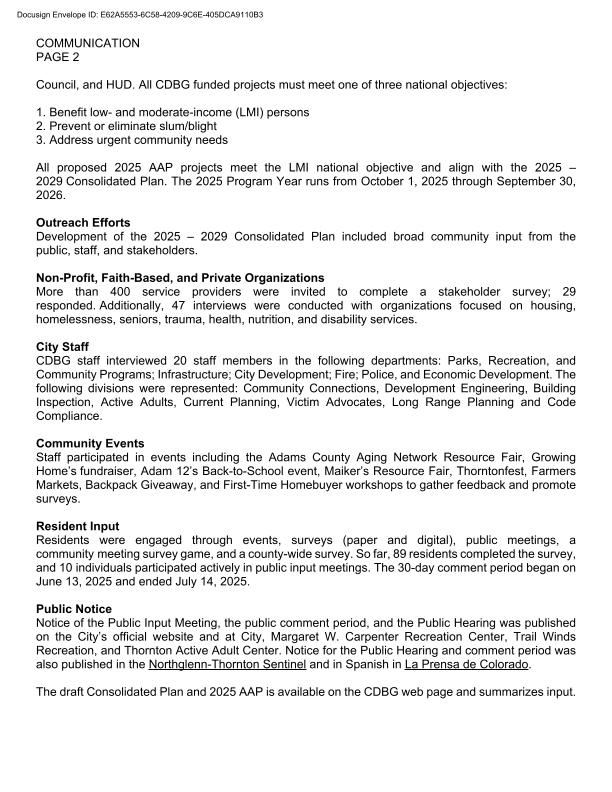 Docusign Envelope ID: E62A5553-6C58-4209-9C6E-405DCA9110B3
COMMUNICATION
PAGE 2
Council, and HUD. All CDBG funded projects must meet one of three national objectives:
1. Benefit low- and moderate-income (LMI) persons
2. Prevent or eliminate slum/blight
3. Address urgent community needs
All proposed 2025 AAP projects meet the LMI national objective and align with the 2025 –
2029 Consolidated Plan. The 2025 Program Year runs from October 1, 2025 through September 30,
2026.
Outreach Efforts
Development of the 2025 – 2029 Consolidated Plan included broad community input from the
public, staff, and stakeholders.
Non-Profit, Faith-Based, and Private Organizations
More than 400 service providers were invited to complete a stakeholder survey; 29
responded. Additionally, 47 interviews were conducted with organizations focused on housing,
homelessness, seniors, trauma, health, nutrition, and disability services.
City Staff
CDBG staff interviewed 20 staff members in the following departments: Parks, Recreation, and
Community Programs; Infrastructure; City Development; Fire; Police, and Economic Development. The
following divisions were represented: Community Connections, Development Engineering, Building
Inspection, Active Adults, Current Planning, Victim Advocates, Long Range Planning and Code
Compliance.
Community Events
Staff participated in events including the Adams County Aging Network Resource Fair, Growing
Home's fundraiser, Adam 12's Back-to-School event, Maiker's Resource Fair, Thorntonfest, Farmers
Markets, Backpack Giveaway, and First-Time Homebuyer workshops to gather feedback and promote
surveys.
Resident Input
Residents were engaged through events, surveys (paper and digital), public meetings, a
community meeting survey game, and a county-wide survey. So far, 89 residents completed the survey,
and 10 individuals participated actively in public input meetings. The 30-day comment period began on
June 13, 2025 and ended July 14, 2025.
Public Notice
Notice of the Public Input Meeting, the public comment period, and the Public Hearing was published
on the City's official website and at City, Margaret W. Carpenter Recreation Center, Trail Winds
Recreation, and Thornton Active Adult Center. Notice for the Public Hearing and comment period was
also published in the Northglenn-Thornton Sentinel and in Spanish in La Prensa de Colorado.
The draft Consolidated Plan and 2025 AAP is available on the CDBG web page and summarizes input.